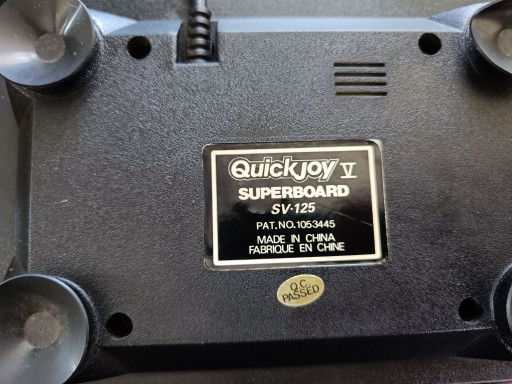 Quickjoy V
SUPERBOARD
SV-125
PAT.NO.1053445
MADE IN CHINA
FABRIQUE EN CHINE
Q.C.
PASSED